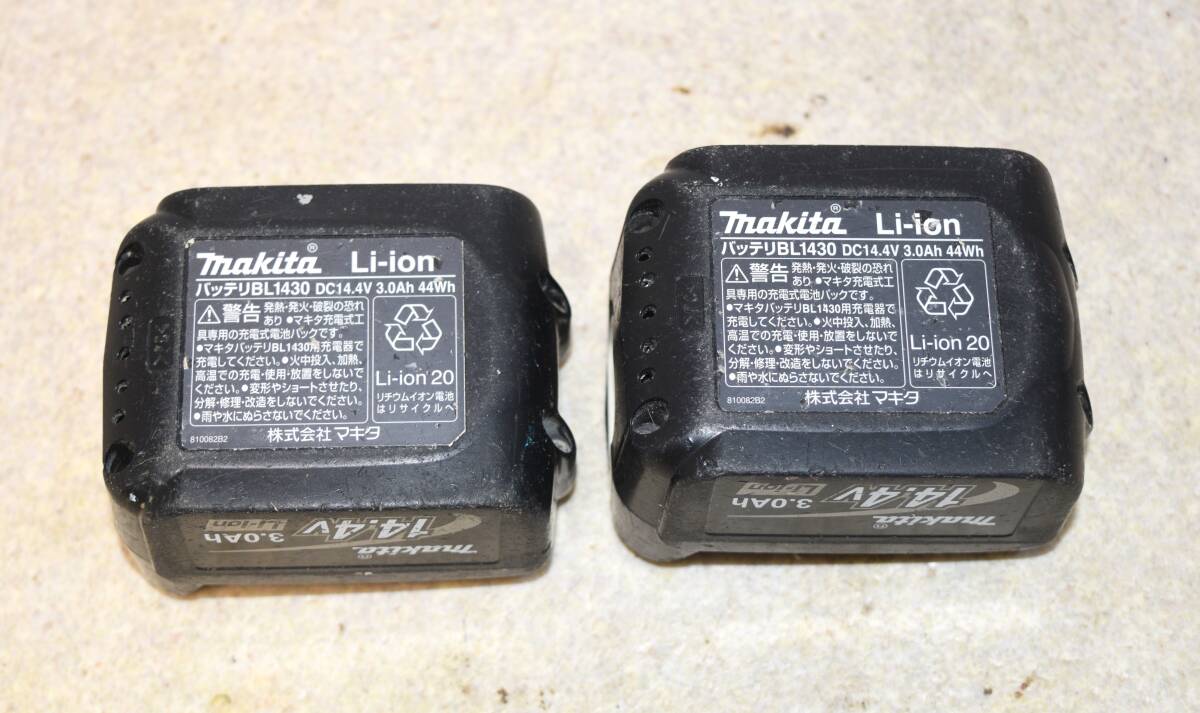 makita® Li-ion
バッテリBL1430 DC14.4V 3.0Ah 44Wh
警告 発熱・発火・破裂の恐れ
あり ●マキタ充電式工
具専用の充電式電池パックです。
●マキタバッテリBL1430用充電器で
充電してください。●火中投入、加熱、
高温での充電・使用・放置をしないで
ください。●変形やショートさせたり、
分解・修理・改造をしないでください。
●雨や水にぬらさないでください。
Li-ion 20
リチウムイオン電池
はリサイクルへ
810082B2
株式会社マキタ
makita®
14.4V
3.0Ah
Li-ion
makita® Li-ion
バッテリBL1430 DC14.4V 3.0Ah 44Wh
警告 発熱・発火・破裂の恐れ
あり ●マキタ充電式工
具専用の充電式電池パックです。
●マキタバッテリBL1430用充電器で
充電してください。●火中投入、加熱、
高温での充電・使用・放置をしないで
ください。●変形やショートさせたり、
分解・修理・改造をしないでください。
●雨や水にぬらさないでください。
Li-ion 20
リチウムイオン電池
はリサイクルへ
810082B2
株式会社マキタ
makita®
14.4V
3.0Ah
Li-ion